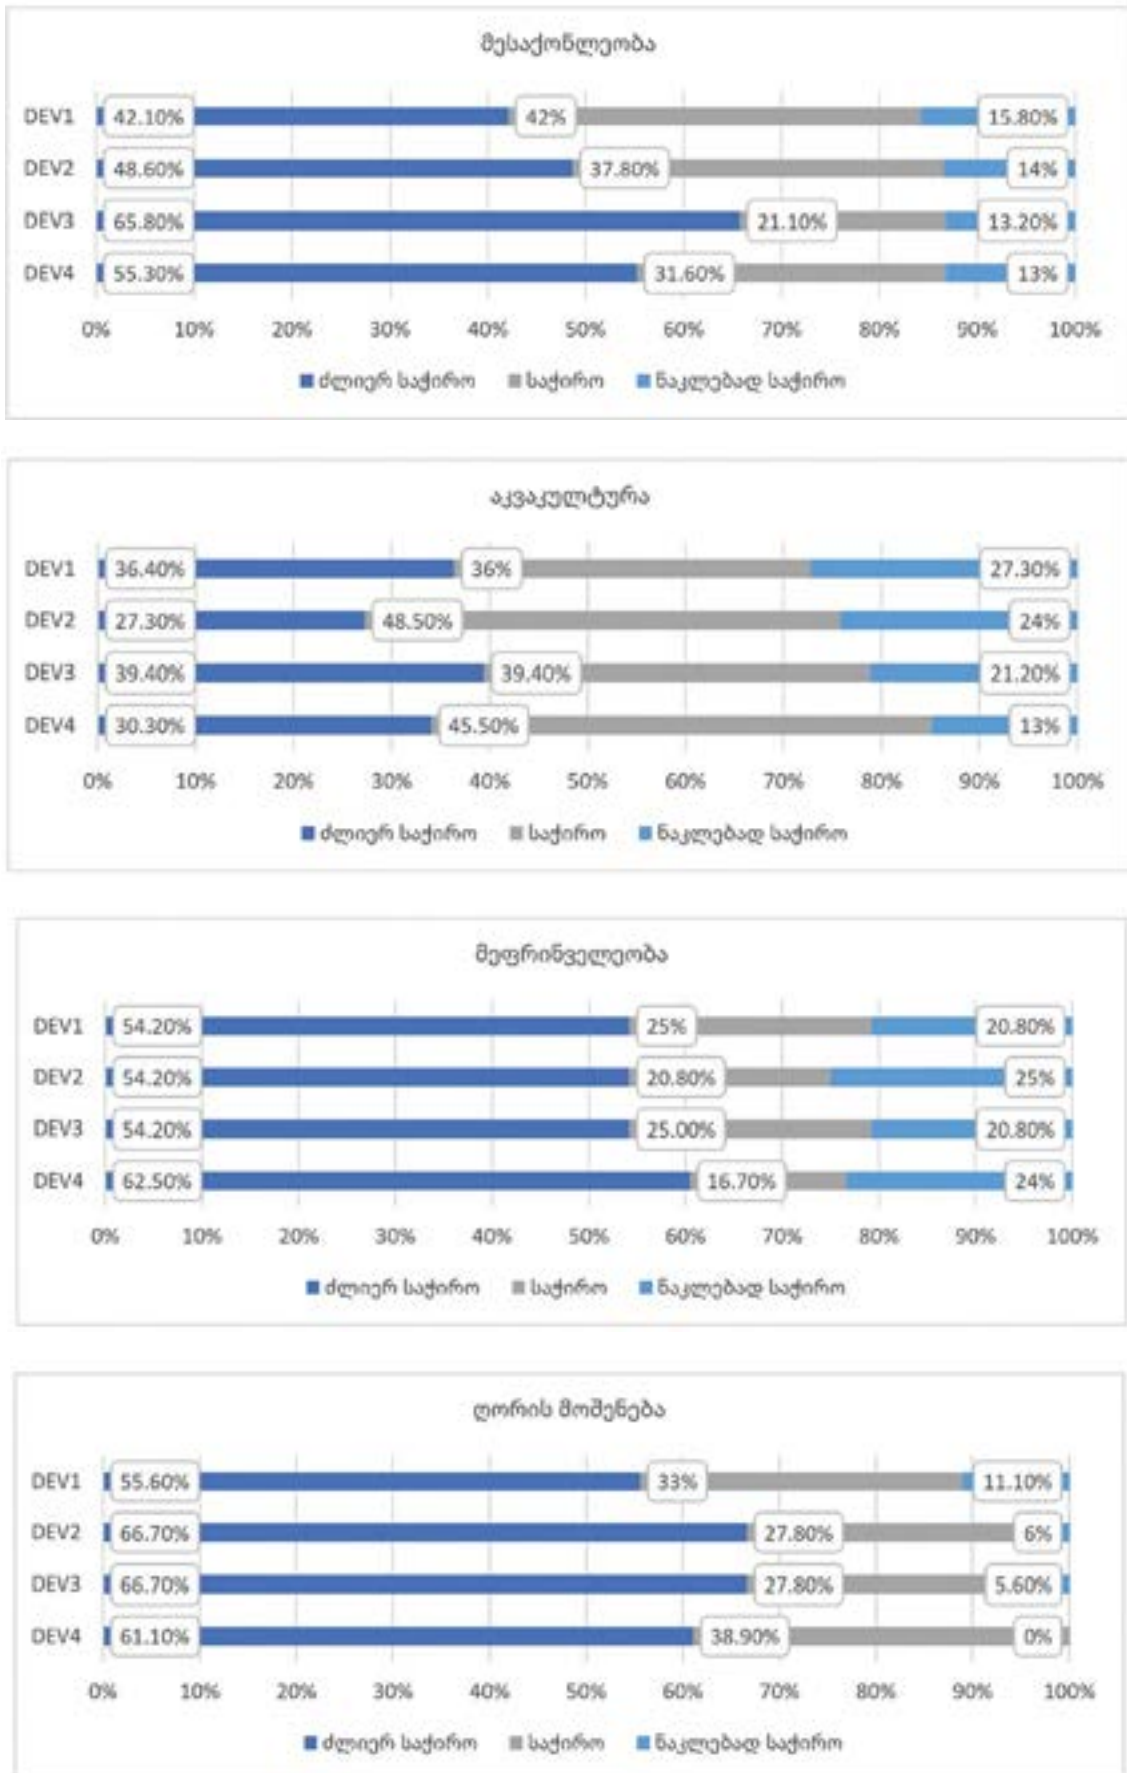 მესაქონლეობა
DEV1 42.10% 42% 15.80%
DEV2 48.60% 37.80% 14%
DEV3 65.80% 21.10% 13.20%
DEV4 55.30% 31.60% 13%
0% 10% 20% 30% 40% 50% 60% 70% 80% 90% 100%
ძლიერ საჭირო საჭირო ნაკლებად საჭირო
აკვაკულტურა
DEV1 36.40% 36% 27.30%
DEV2 27.30% 48.50% 24%
DEV3 39.40% 39.40% 21.20%
DEV4 30.30% 45.50% 13%
0% 10% 20% 30% 40% 50% 60% 70% 80% 90% 100%
ძლიერ საჭირო საჭირო ნაკლებად საჭირო
მეფრინველეობა
DEV1 54.20% 25% 20.80%
DEV2 54.20% 20.80% 25%
DEV3 54.20% 25.00% 20.80%
DEV4 62.50% 16.70% 24%
0% 10% 20% 30% 40% 50% 60% 70% 80% 90% 100%
ძლიერ საჭირო საჭირო ნაკლებად საჭირო
ღორის მოშენება
DEV1 55.60% 33% 11.10%
DEV2 66.70% 27.80% 6%
DEV3 66.70% 27.80% 5.60%
DEV4 61.10% 38.90% 0%
0% 10% 20% 30% 40% 50% 60% 70% 80% 90% 100%
ძლიერ საჭირო საჭირო ნაკლებად საჭირო